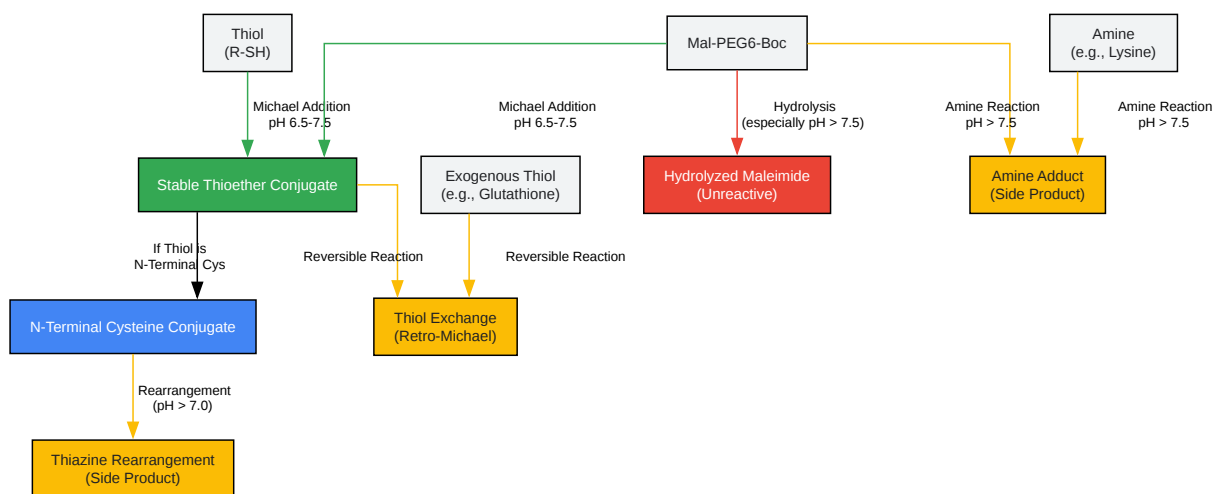 Thiol
(R-SH)
Mal-PEG6-Boc
Amine
(e.g., Lysine)
Michael Addition
pH 6.5-7.5
Michael Addition
pH 6.5-7.5
Hydrolysis
(especially pH > 7.5)
Amine Reaction
pH > 7.5
Amine Reaction
pH > 7.5
Stable Thioether Conjugate
Exogenous Thiol
(e.g., Glutathione)
Hydrolyzed Maleimide
(Unreactive)
Amine Adduct
(Side Product)
If Thiol is
N-Terminal Cys
Reversible Reaction
Reversible Reaction
N-Terminal Cysteine Conjugate
Thiol Exchange
(Retro-Michael)
Rearrangement
(pH > 7.0)
Thiazine Rearrangement
(Side Product)